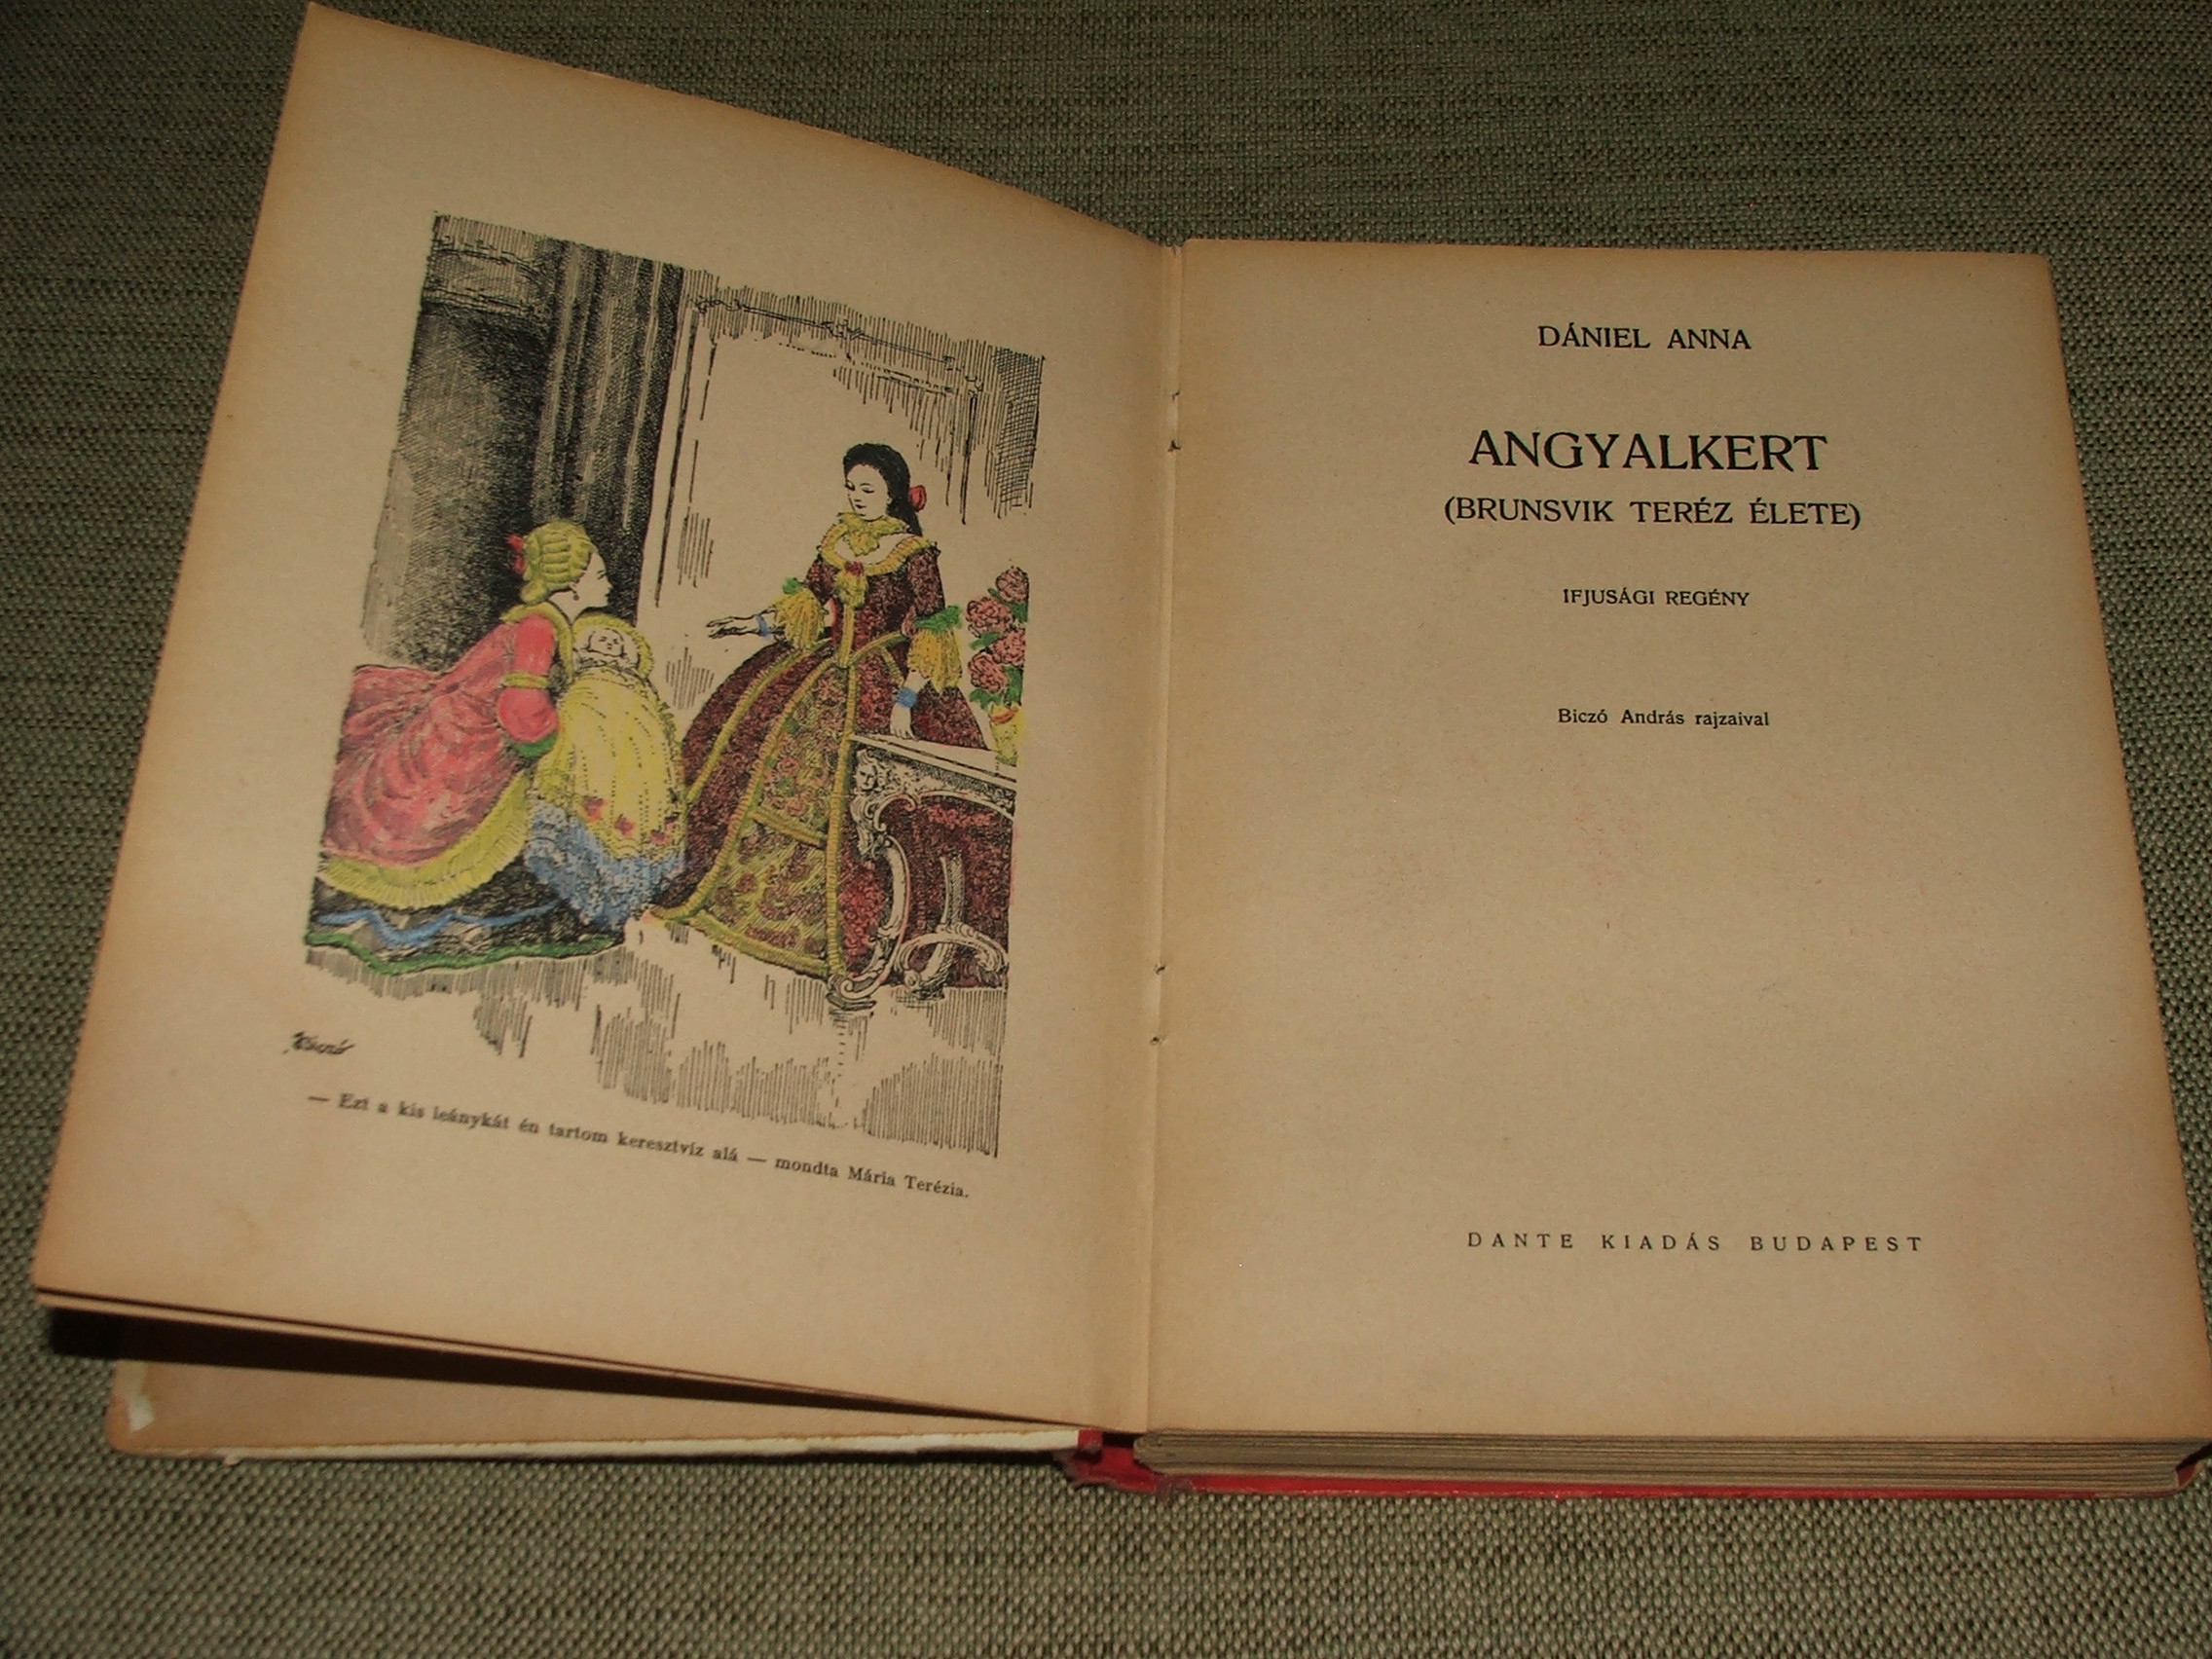 Biczó
— Ezt a kis leánykát én tartom keresztvíz alá — mondta Mária Terézia.
DÁNIEL ANNA
ANGYALKERT
(BRUNSVIK TERÉZ ÉLETE)
IFJUSÁGI REGÉNY
Biczó András rajzaival
DANTE KIADÁS BUDAPEST